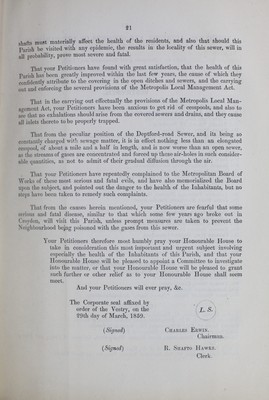 21
shafts must materially affect the health of the residents, and also that should this
Parish be visited with any epidemic, the results in the locality of this sewer, will in
all probability, prove most severe and fatal.
That your Petitioners have found with great satisfaction, that the health of this
Parish has been greatly improved within the last few years, the cause of which they
confidently attribute to the covering in the open ditches and sewers, and the carrying
out and enforcing the several provisions of the Metropolis Local Management Act.
That in the carrying out effectually the provisions of the Metropolis Local Man-
agement Act, your Petitioners have been anxious to get rid of cesspools, and also to
see that no exhalations should arise from the covered sewers and drains, and they cause
all inlets thereto to be properly trapped.
That from the peculiar position of the Deptford-road Sewer, and its being so
constantly charged with sewage matter, it is in effect nothing less than an elongated
cesspool, of about a mile and a half in length, and is now worse than an open sewer,
as the streams of gases are concentrated and forced up these air-holes in such consider-
able quantities, as not to admit of their gradual diffusion through the air.
That your Petitioners have repeatedly complained to the Metropolitan Board of
Works of these most serious and fatal evils, and have also memorialized the Board
upon the subject, and pointed out the danger to the health of the Inhabitants, but no
steps have been taken to remedy such complaints.
That from the causes herein mentioned, your Petitioners are fearful that some
serious and fatal disease, similar to that which some few years ago broke out in
Croydon, will visit this Parish, unless prompt measures are taken to prevent the
Neighbourhood being poisoned with the gases from this sewer.
Your Petitioners therefore most humbly pray your Honourable House to
take in consideration this most important and urgent subject involving
especially the health of the Inhabitants of this Parish, and that your
Honourable House will be pleased to appoint a Committee to investigate
into the matter, or that your Honourable House will be pleased to grant
such further or other relief as to your Honourable House shall seem
meet.
And your Petitioners will ever pray, &c.
The Corporate seal affixed by
order of the Vestry, on the
29th day of March, 1859.
L. S.
(Signed) CHARLES EDWIN.
Chairman.
(Signed) R. SHAFTO HAWKS.
Clerk.